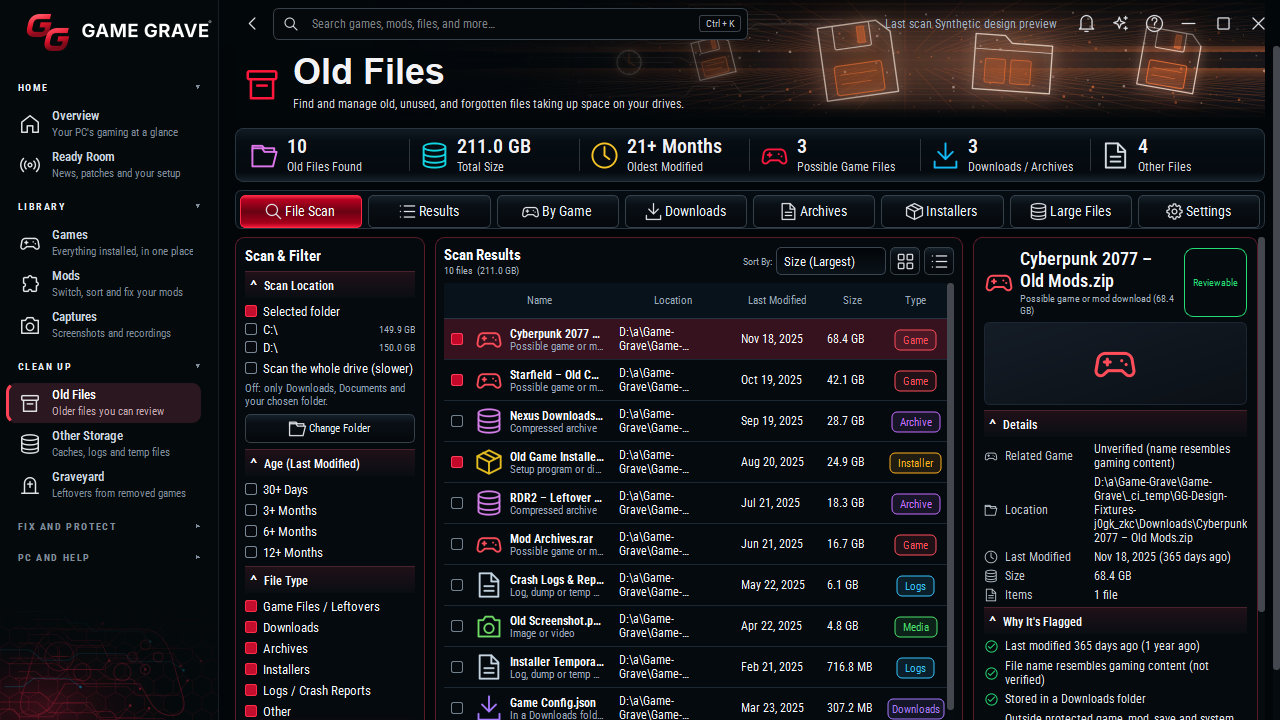 GAME GRAVE
Search games, mods, files, and more...
Ctrl + K
Last scan Synthetic design preview
HOME
Overview
Your PC's gaming at a glance
Ready Room
News, patches and your setup
LIBRARY
Games
Everything installed, in one place
Mods
Switch, sort and fix your mods
Captures
Screenshots and recordings
CLEAN UP
Old Files
Older files you can review
Other Storage
Caches, logs and temp files
Graveyard
Leftovers from removed games
FIX AND PROTECT
PC AND HELP
Old Files
Find and manage old, unused, and forgotten files taking up space on your drives.
10
Old Files Found
211.0 GB
Total Size
21+ Months
Oldest Modified
3
Possible Game Files
3
Downloads / Archives
4
Other Files
File Scan
Results
By Game
Downloads
Archives
Installers
Large Files
Settings
Scan & Filter
^ Scan Location
Selected folder
C:\ 149.9 GB
D:\ 150.0 GB
Scan the whole drive (slower)
Off: only Downloads, Documents and
your chosen folder.
Change Folder
^ Age (Last Modified)
30+ Days
3+ Months
6+ Months
12+ Months
^ File Type
Game Files / Leftovers
Downloads
Archives
Installers
Logs / Crash Reports
Other
Scan Results
10 files (211.0 GB)
Sort By: Size (Largest)
Name Location Last Modified Size Type
Cyberpunk 2077 ...
Possible game or m...
D:\a\Game-
Grave\Game-...
Nov 18, 2025 68.4 GB Game
Starfield – Old C...
Possible game or m...
D:\a\Game-
Grave\Game-...
Oct 19, 2025 42.1 GB Game
Nexus Downloads...
Compressed archive
D:\a\Game-
Grave\Game-...
Sep 19, 2025 28.7 GB Archive
Old Game Installe...
Setup program or di...
D:\a\Game-
Grave\Game-...
Aug 20, 2025 24.9 GB Installer
RDR2 – Leftover ...
Compressed archive
D:\a\Game-
Grave\Game-...
Jul 21, 2025 18.3 GB Archive
Mod Archives.rar
Possible game or m...
D:\a\Game-
Grave\Game-...
Jun 21, 2025 16.7 GB Game
Crash Logs & Rep...
Log, dump or temp ...
D:\a\Game-
Grave\Game-...
May 22, 2025 6.1 GB Logs
Old Screenshot.p...
Image or video
D:\a\Game-
Grave\Game-...
Apr 22, 2025 4.8 GB Media
Installer Tempora...
Log, dump or temp ...
D:\a\Game-
Grave\Game-...
Feb 21, 2025 716.8 MB Logs
Game Config.json
In a Downloads fold...
D:\a\Game-
Grave\Game-...
Mar 23, 2025 307.2 MB Downloads
Cyberpunk 2077 –
Old Mods.zip
Possible game or mod download (68.4
GB)
Reviewable
^ Details
Related Game Unverified (name resembles
gaming content)
Location D:\a\Game-Grave\Game-
Grave\_ci_temp\GG-Design-
Fixtures-
j0gk_zkc\Downloads\Cyberpunk
2077 – Old Mods.zip
Last Modified Nov 18, 2025 (365 days ago)
Size 68.4 GB
Items 1 file
^ Why It's Flagged
Last modified 365 days ago (1 year ago)
File name resembles gaming content (not
verified)
Stored in a Downloads folder
Outside protected game, mod, save and system